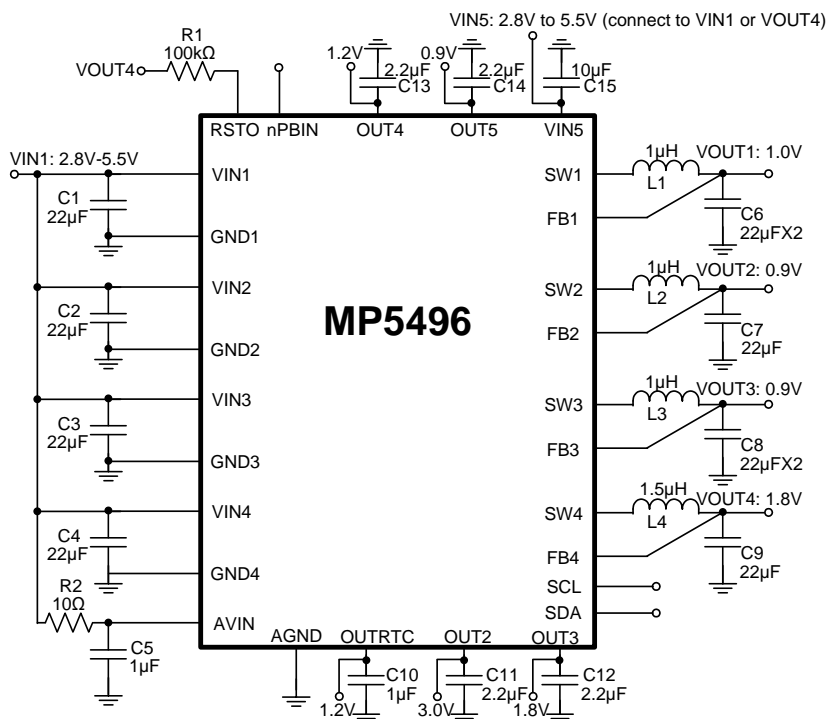 VIN5: 2.8V to 5.5V (connect to VIN1 or VOUT4)
R1
100kΩ
VOUT4
1.2V
2.2µF
C13
0.9V
2.2µF
C14
10µF
C15
RSTO
nPBIN
OUT4
OUT5
VIN5
VIN1: 2.8V-5.5V
C1
22µF
VIN1
GND1
C2
22µF
VIN2
GND2
C3
22µF
VIN3
GND3
C4
22µF
VIN4
GND4
R2
10Ω
AVIN
C5
1µF
MP5496
SW1
1µH
L1
VOUT1: 1.0V
FB1
C6
22µFX2
SW2
1µH
L2
VOUT2: 0.9V
FB2
C7
22µF
SW3
1µH
L3
VOUT3: 0.9V
FB3
C8
22µFX2
SW4
1.5µH
L4
VOUT4: 1.8V
FB4
C9
22µF
SCL
SDA
AGND
OUTRTC
OUT2
OUT3
1.2V
C10
1µF
3.0V
C11
2.2µF
1.8V
C12
2.2µF